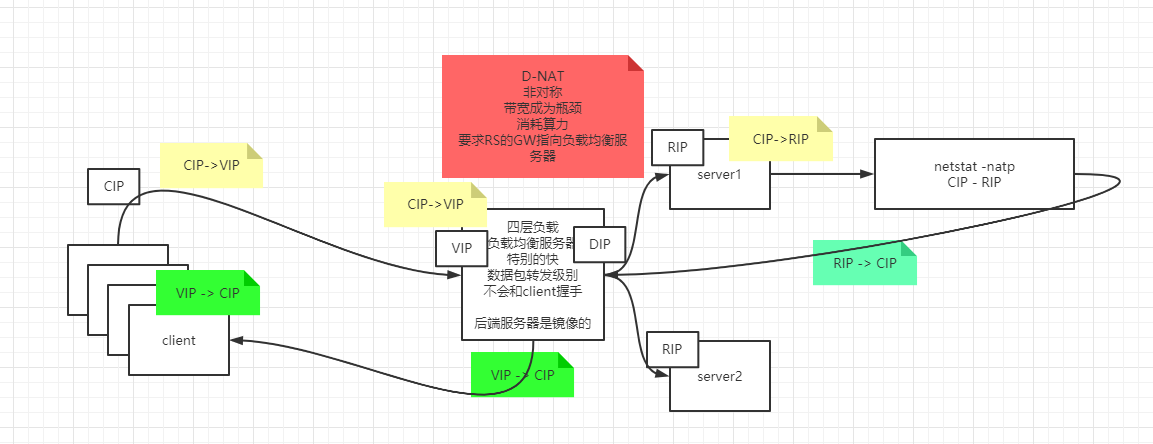 D-NAT
非对称
带宽成为瓶颈
消耗算力
要求RS的GW指向负载均衡服
务器
CIP->VIP
CIP
client
VIP -> CIP
CIP->VIP
VIP
DIP
四层负载
负载均衡服务器
特别的快
数据包转发级别
不会和client握手
后端服务器是镜像的
VIP -> CIP
RIP
CIP->RIP
server1
netstat -natp
CIP - RIP
RIP -> CIP
RIP
server2